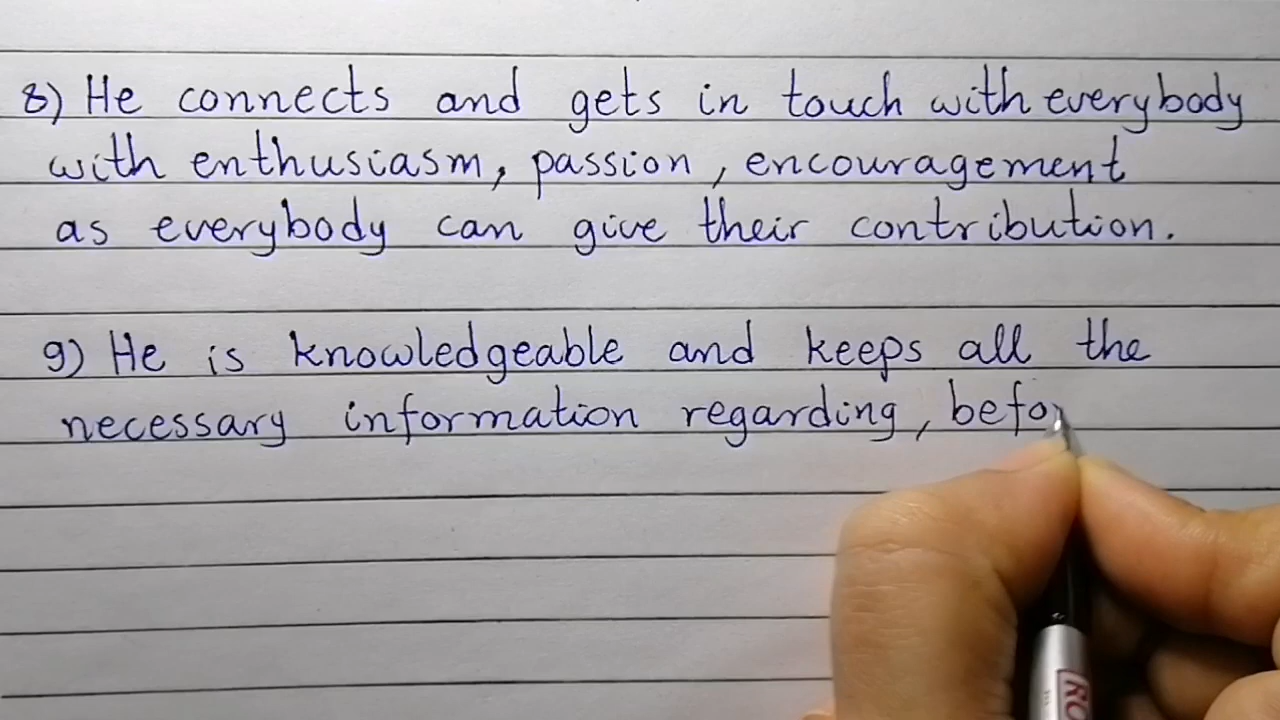 8) He connects and gets in touch with everybody
with enthusiasm, passion, encouragement
as everybody can give their contribution.
9) He is knowledgeable and keeps all the
necessary information regarding, befo